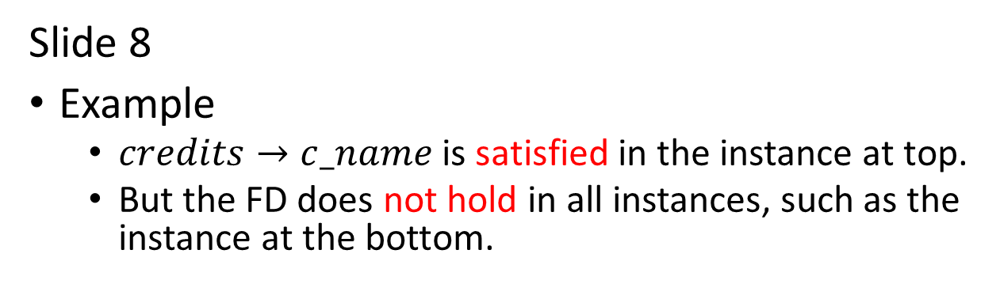 Slide 8
• Example
• credits → c_name is satisfied in the instance at top.
• But the FD does not hold in all instances, such as the
instance at the bottom.